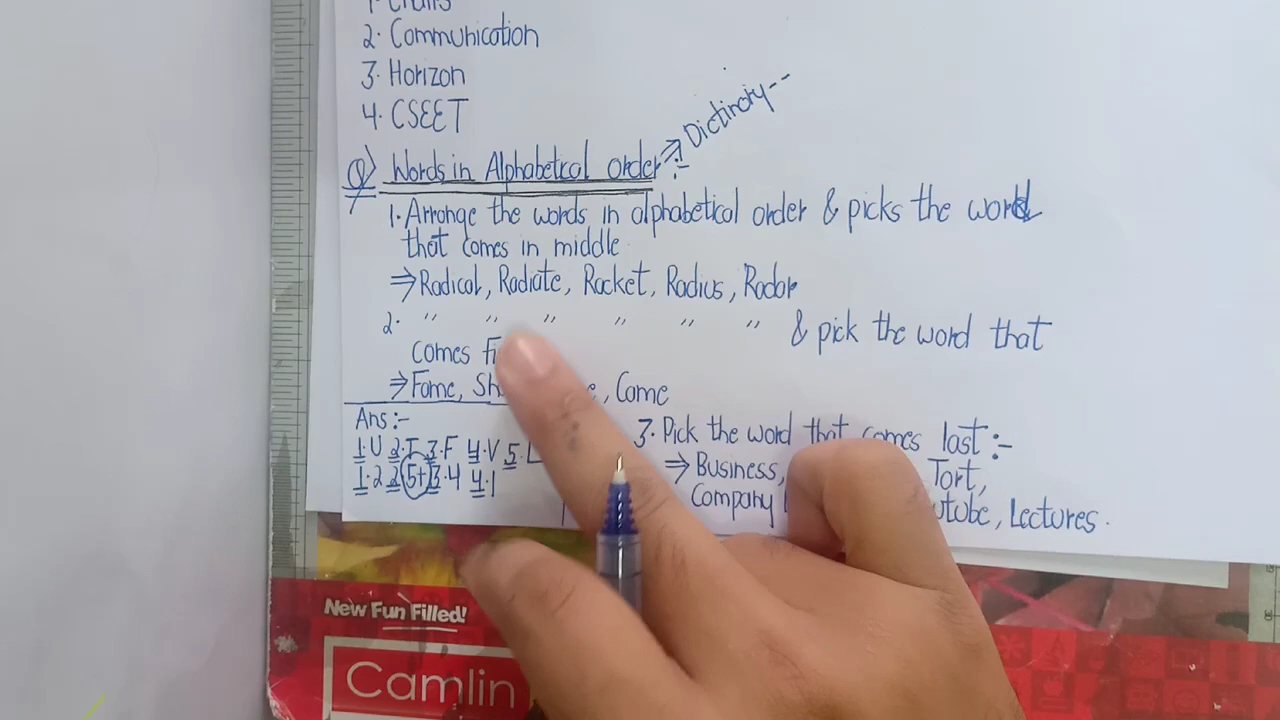 2. Communication
3. Horizon
4. CSEET
Q) Words in Alphabetical order :-
⇒ Dictinory--
1. Arrange the words in alphabetical order & picks the word
that comes in middle
⇒ Radical, Radiate, Rocket, Radius, Radar
2. " " " " " " & pick the word that
comes
⇒ Fame, , Came
Ans:-
1.U 2.T 3.F 4.V 5.L
1.2 2 (5+) 3.4 4.1
3. Pick the word that comes last :-
⇒ Business, Tort,
Company , Lectures.
New Fun Filled!
Camlin